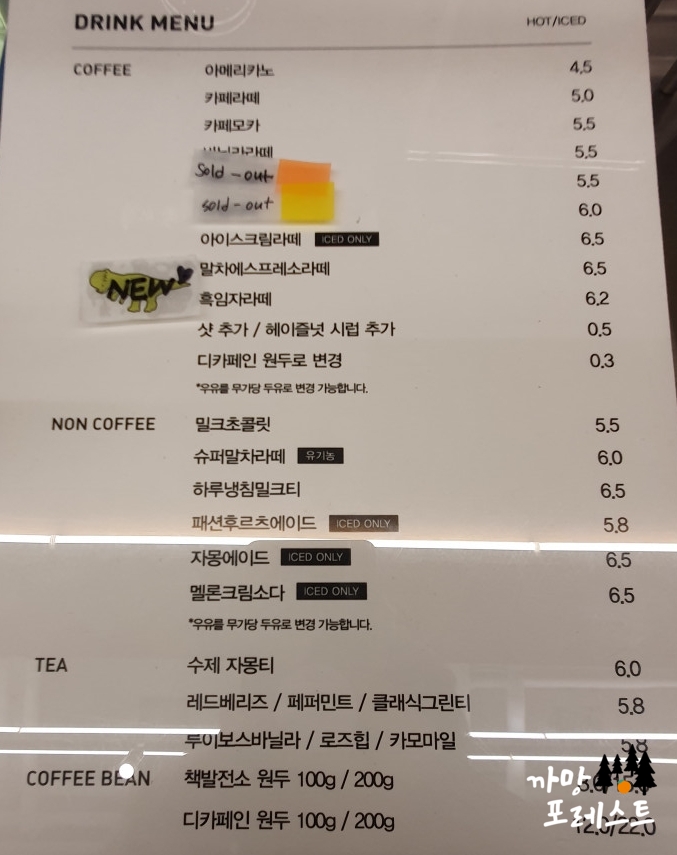 DRINK MENU HOT/ICED
COFFEE 아메리카노 4.5
카페라떼 5.0
카페모카 5.5
바닐라라떼 5.5
Sold-out 5.5
sold-out 6.0
아이스크림라떼 ICED ONLY 6.5
NEW 말차에스프레소라떼 6.5
흑임자라떼 6.2
샷 추가 / 헤이즐넛 시럽 추가 0.5
디카페인 원두로 변경 0.3
*우유를 무가당 두유로 변경 가능합니다.
NON COFFEE 밀크초콜릿 5.5
슈퍼말차라떼 유기농 6.0
하루냉침밀크티 6.5
패션후르츠에이드 ICED ONLY 5.8
자몽에이드 ICED ONLY 6.5
멜론크림소다 ICED ONLY 6.5
*우유를 무가당 두유로 변경 가능합니다.
TEA 수제 자몽티 6.0
레드베리즈 / 페퍼민트 / 클래식그린티 5.8
루이보스바닐라 / 로즈힙 / 카모마일 5.8
COFFEE BEAN 책발전소 원두 100g / 200g
디카페인 원두 100g / 200g 12.0/22.0
까망
포레스트